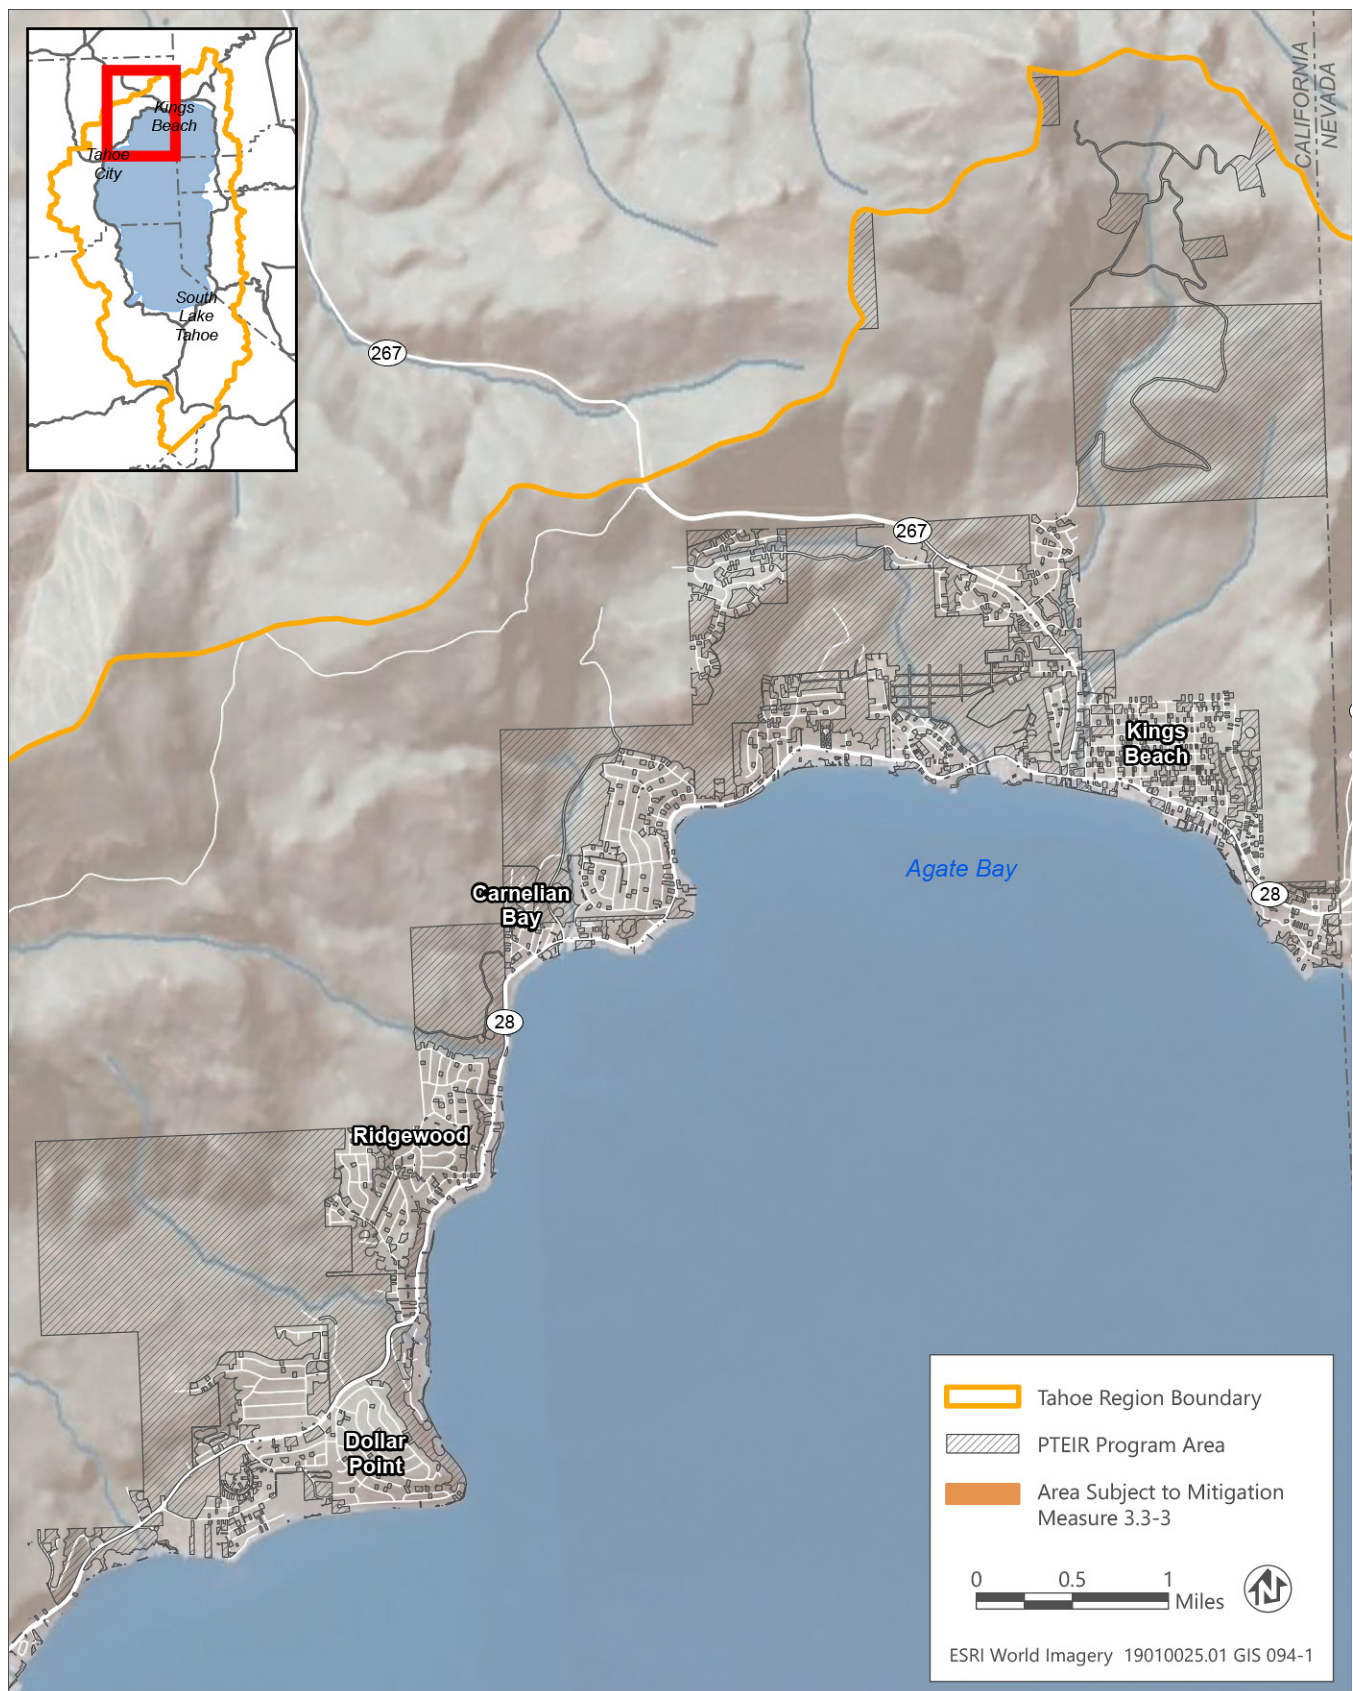 Kings
Beach
Tahoe
City
South
Lake
Tahoe
CALIFORNIA
NEVADA
267
267
Kings
Beach
Agate Bay
28
Carnelian
Bay
28
Ridgewood
Dollar
Point
Tahoe Region Boundary
PTEIR Program Area
Area Subject to Mitigation
Measure 3.3-3
0 0.5 1
Miles
N
ESRI World Imagery 19010025.01 GIS 094-1